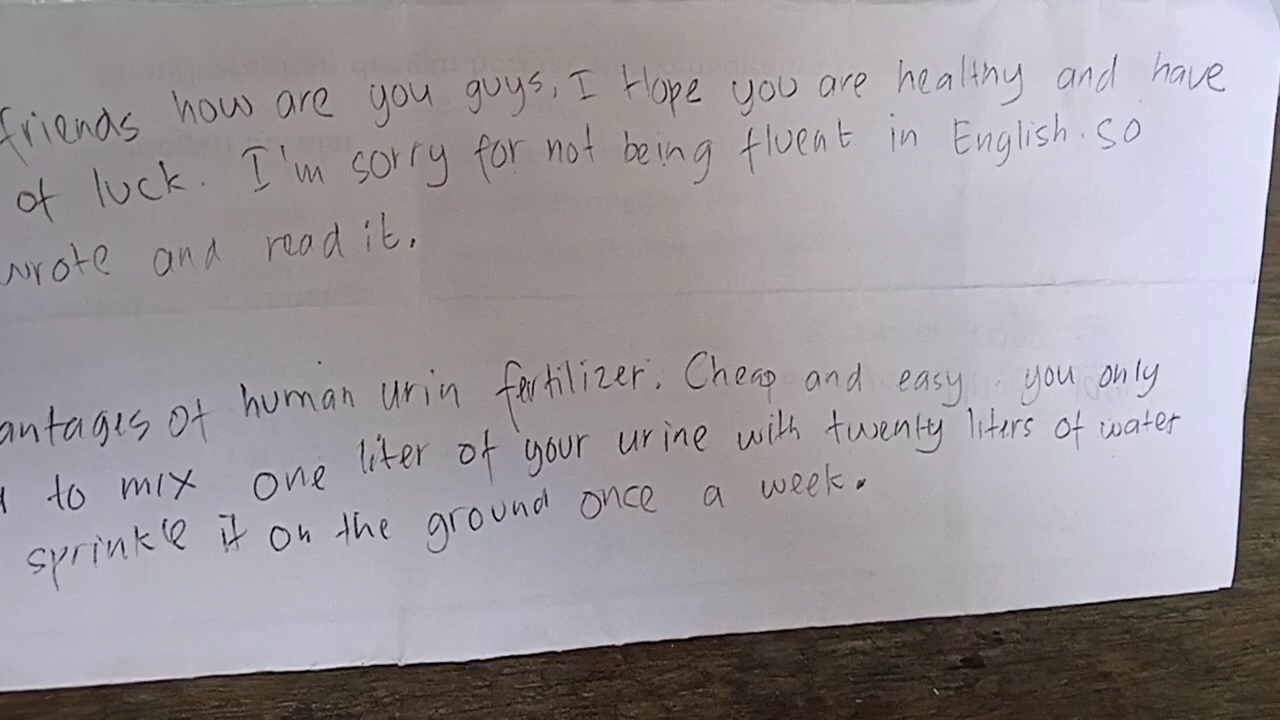 friends how are you guys, I Hope you are healthy and have
of luck. I'm sorry for not being fluent in English. so
wrote and read it.
antages of human urin fertilizer. Cheap and easy, you only
to mix one liter of your urine with twenty liters of water
sprinkle it on the ground once a week.